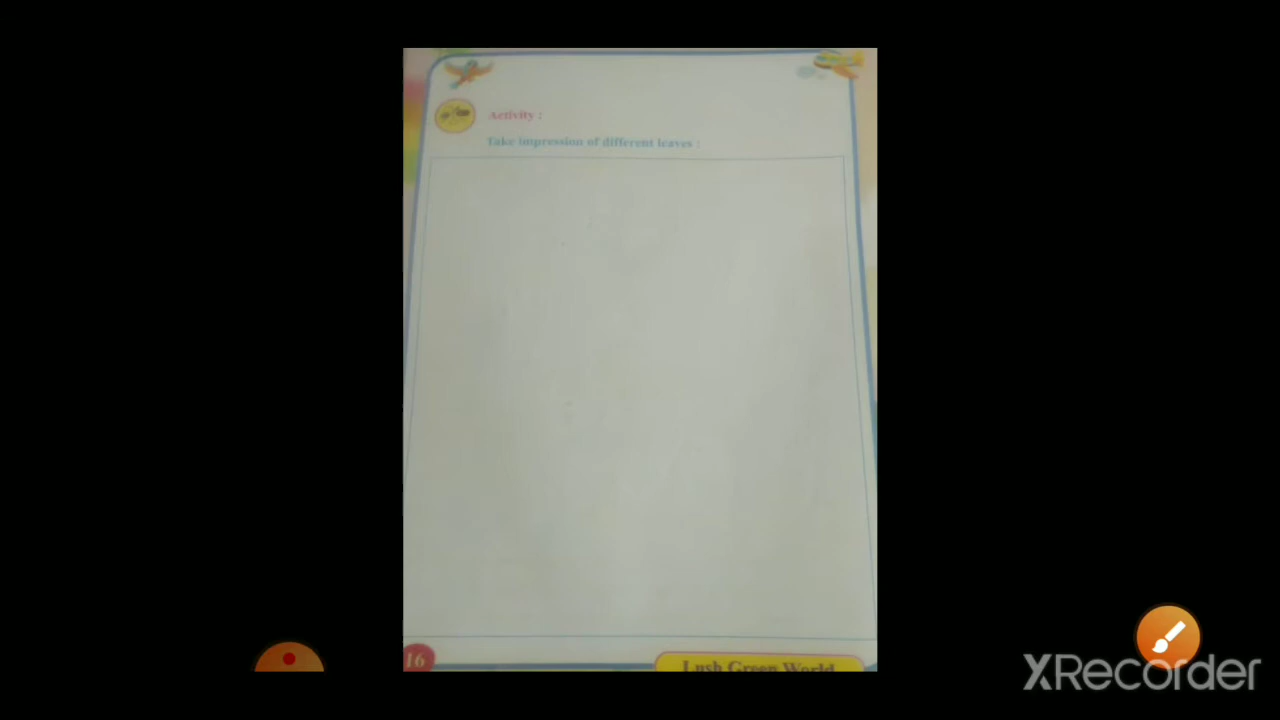 Activity :
Take impression of different leaves :
16
Lush Green World
XRecorder